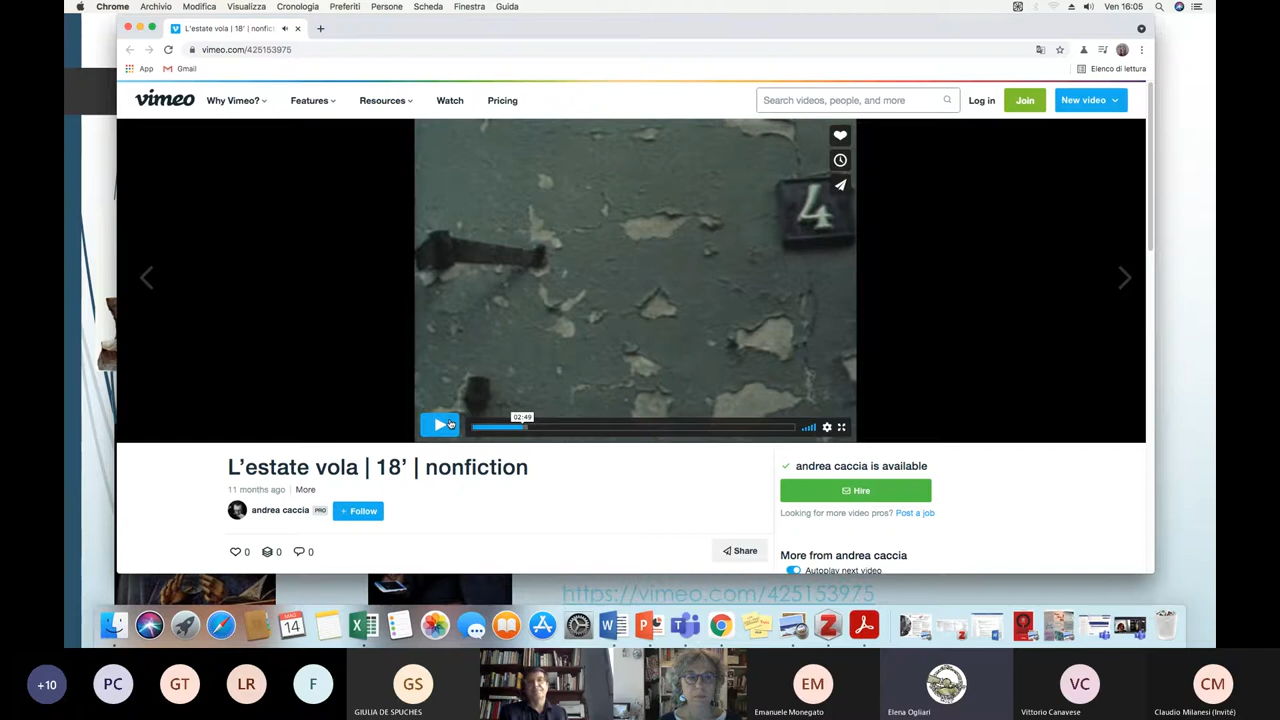 Chrome Archivio Modifica Visualizza Cronologia Preferiti Persone Scheda Finestra Guida Ven 16:05
L'estate vola | 18' | nonfic
vimeo.com/425153975
App Gmail Elenco di lettura
vimeo Why Vimeo? Features Resources Watch Pricing Search videos, people, and more Log in Join New video
4
02:49
L'estate vola | 18' | nonfiction
11 months ago More
andrea caccia PRO + Follow
0 0 0
Share
andrea caccia is available
Hire
Looking for more video pros? Post a job
More from andrea caccia
Autoplay next video
https://vimeo.com/425153975
MAG
14
+10 PC GT LR F GS EM VC CM
GIULIA DE SPUCHES Emanuele Monegato Elena Ogliari Vittorio Canavese Claudio Milanesi (Invité)